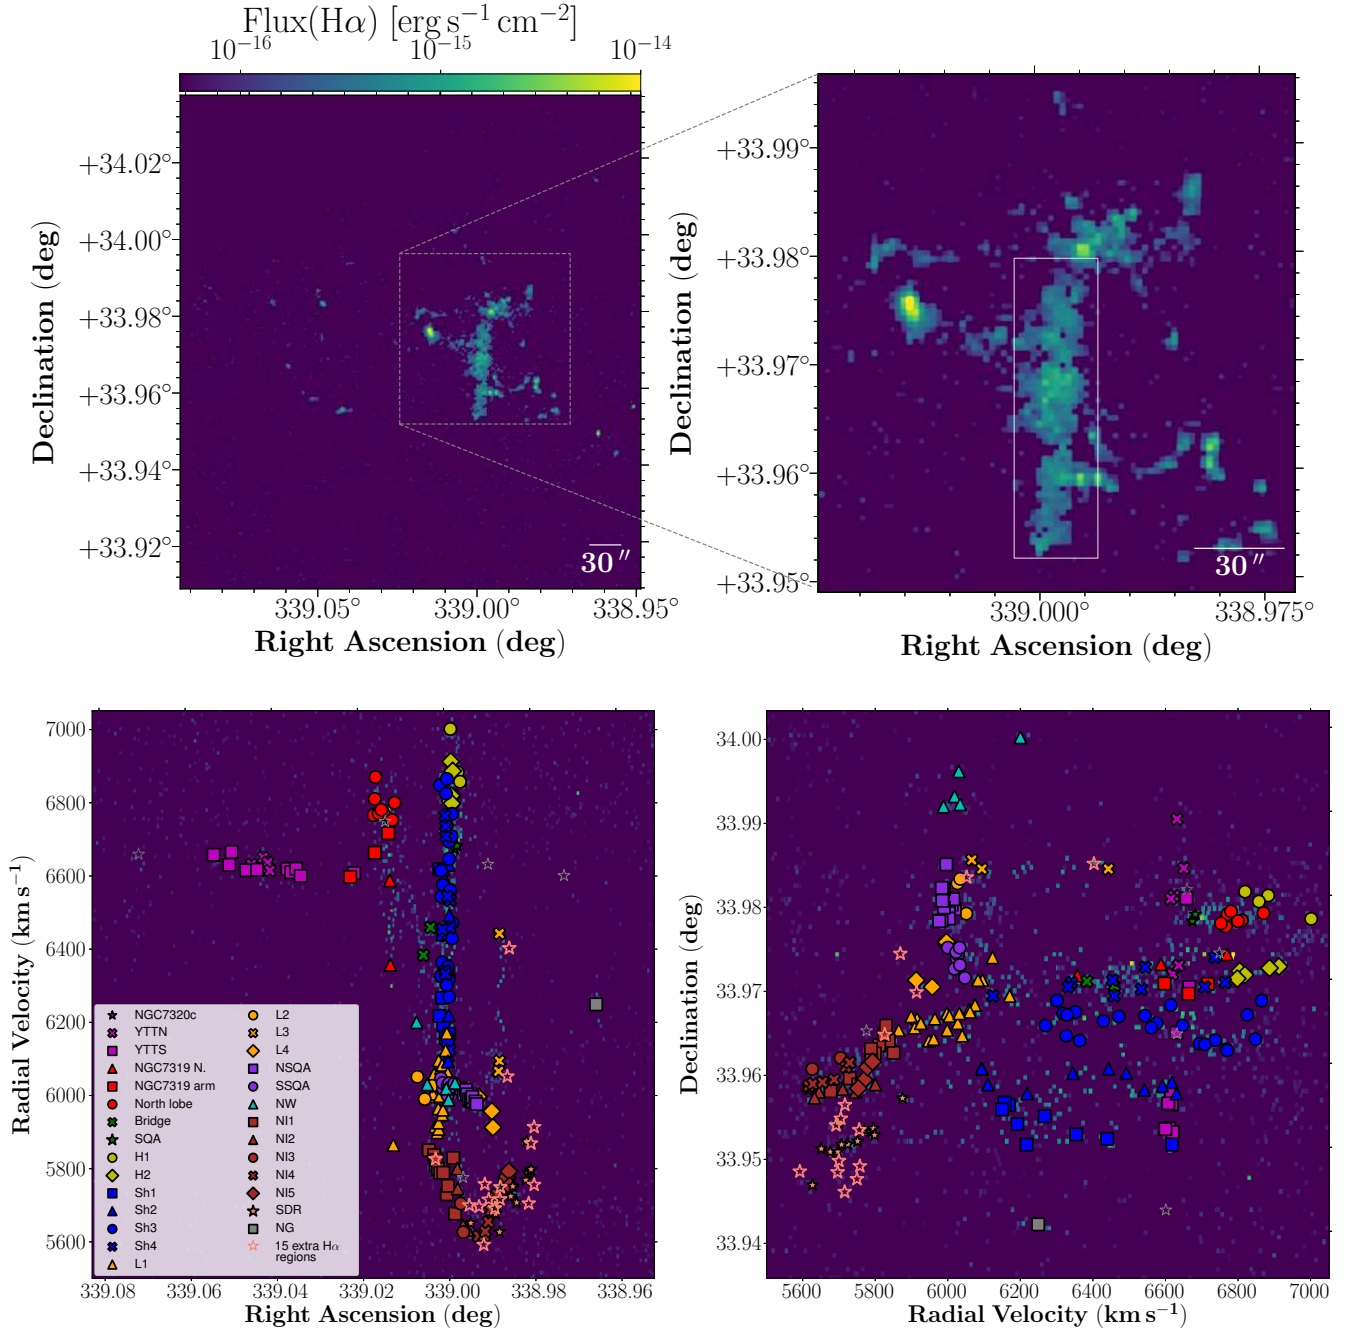 Flux(Hα) [erg s⁻¹ cm⁻²]
10⁻¹⁶ 10⁻¹⁵ 10⁻¹⁴
+34.02°
+34.00°
+33.98°
+33.96°
+33.94°
+33.92°
Declination (deg)
30″
339.05° 339.00° 338.95°
Right Ascension (deg)
+33.99°
+33.98°
+33.97°
+33.96°
+33.95°
Declination (deg)
30″
339.000° 338.975°
Right Ascension (deg)
7000
6800
6600
6400
6200
6000
5800
5600
Radial Velocity (km s⁻¹)
NGC7320c
YTTN
YTTS
NGC7319 N.
NGC7319 arm
North lobe
Bridge
SQA
H1
H2
Sh1
Sh2
Sh3
Sh4
L1
L2
L3
L4
NSQA
SSQA
NW
NI1
NI2
NI3
NI4
NI5
SDR
NG
15 extra Hα
regions
339.08 339.06 339.04 339.02 339.00 338.98 338.96
Right Ascension (deg)
34.00
33.99
33.98
33.97
33.96
33.95
33.94
Declination (deg)
5600 5800 6000 6200 6400 6600 6800 7000
Radial Velocity (km s⁻¹)